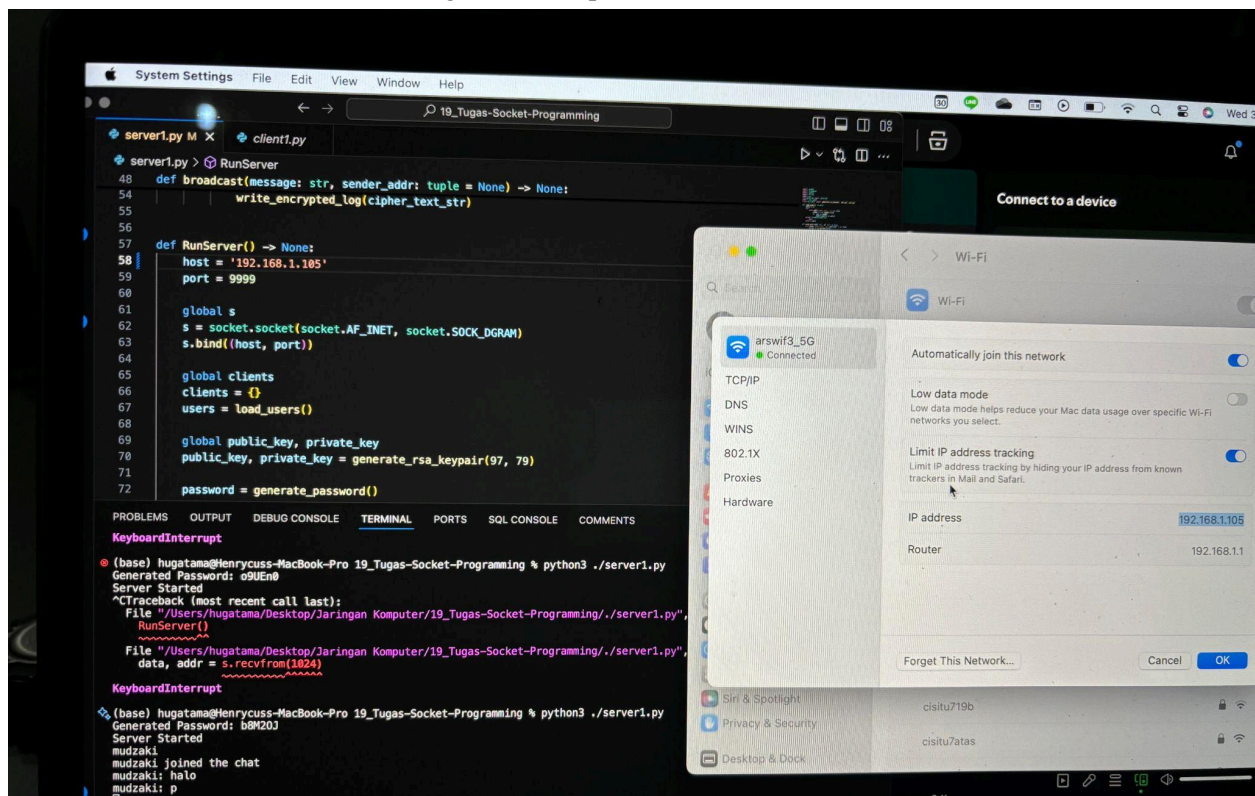 System Settings File Edit View Window Help
30
LINE
Wed 3
19_Tugas-Socket-Programming
server1.py M X client1.py
server1.py > RunServer
48 def broadcast(message: str, sender_addr: tuple = None) -> None:
54 write_encrypted_log(cipher_text_str)
55
56
57 def RunServer() -> None:
58 host = '192.168.1.105'
59 port = 9999
60
61 global s
62 s = socket.socket(socket.AF_INET, socket.SOCK_DGRAM)
63 s.bind((host, port))
64
65 global clients
66 clients = {}
67 users = load_users()
68
69 global public_key, private_key
70 public_key, private_key = generate_rsa_keypair(97, 79)
71
72 password = generate_password()
PROBLEMS OUTPUT DEBUG CONSOLE TERMINAL PORTS SQL CONSOLE COMMENTS
KeyboardInterrupt
(base) hugatama@Henrycuss-MacBook-Pro 19_Tugas-Socket-Programming % python3 ./server1.py
Generated Password: o9UEn0
Server Started
^CTraceback (most recent call last):
File "/Users/hugatama/Desktop/Jaringan Komputer/19_Tugas-Socket-Programming/./server1.py",
RunServer()
File "/Users/hugatama/Desktop/Jaringan Komputer/19_Tugas-Socket-Programming/./server1.py",
data, addr = s.recvfrom(1024)
KeyboardInterrupt
(base) hugatama@Henrycuss-MacBook-Pro 19_Tugas-Socket-Programming % python3 ./server1.py
Generated Password: b8M2OJ
Server Started
mudzaki
mudzaki joined the chat
mudzaki: halo
mudzaki: p
Connect to a device
Wi-Fi
Search
Wi-Fi
arswif3_5G
Connected
TCP/IP
DNS
WINS
802.1X
Proxies
Hardware
Automatically join this network
Low data mode
Low data mode helps reduce your Mac data usage over specific Wi-Fi
networks you select.
Limit IP address tracking
Limit IP address tracking by hiding your IP address from known
trackers in Mail and Safari.
IP address 192.168.1.105
Router 192.168.1.1
Forget This Network... Cancel OK
Siri & Spotlight
Privacy & Security
Desktop & Dock
cisitu719b
cisitu7atas